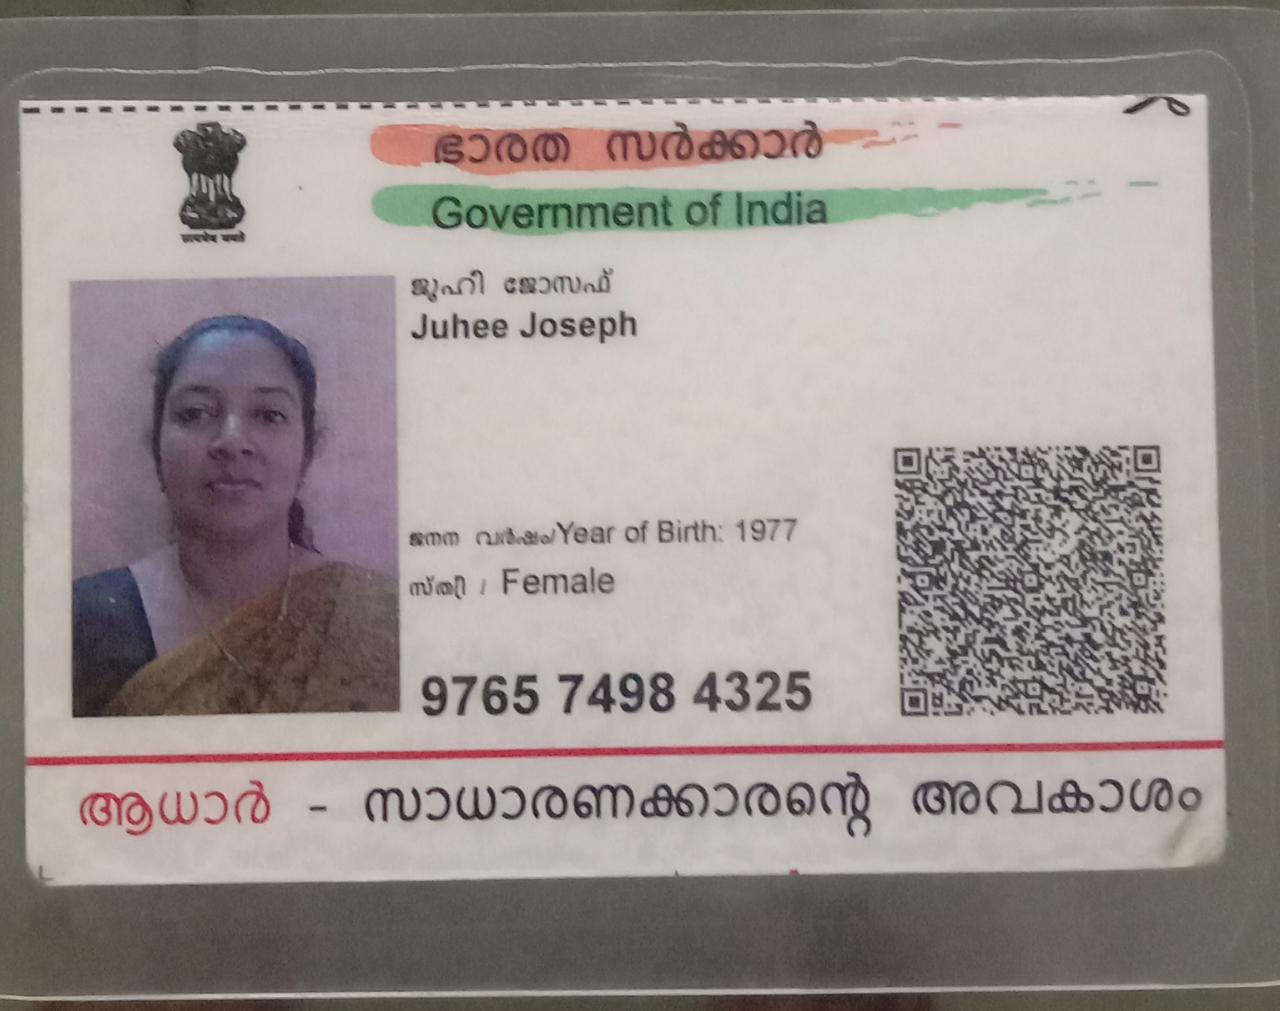 ഭാരത സർക്കാർ
Government of India
ജൂഹീ ജോസഫ്
Juhee Joseph
ജനന വർഷം/Year of Birth: 1977
സ്ത്രീ / Female
9765 7498 4325
ആധാർ - സാധാരണക്കാരന്റെ അവകാശം